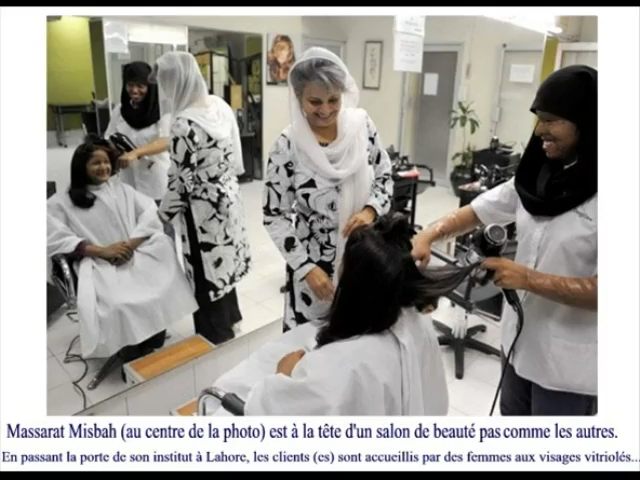 Massarat Misbah (au centre de la photo) est à la tête d'un salon de beauté pas comme les autres.
En passant la porte de son institut à Lahore, les clients (es) sont accueillis par des femmes aux visages vitriolés...